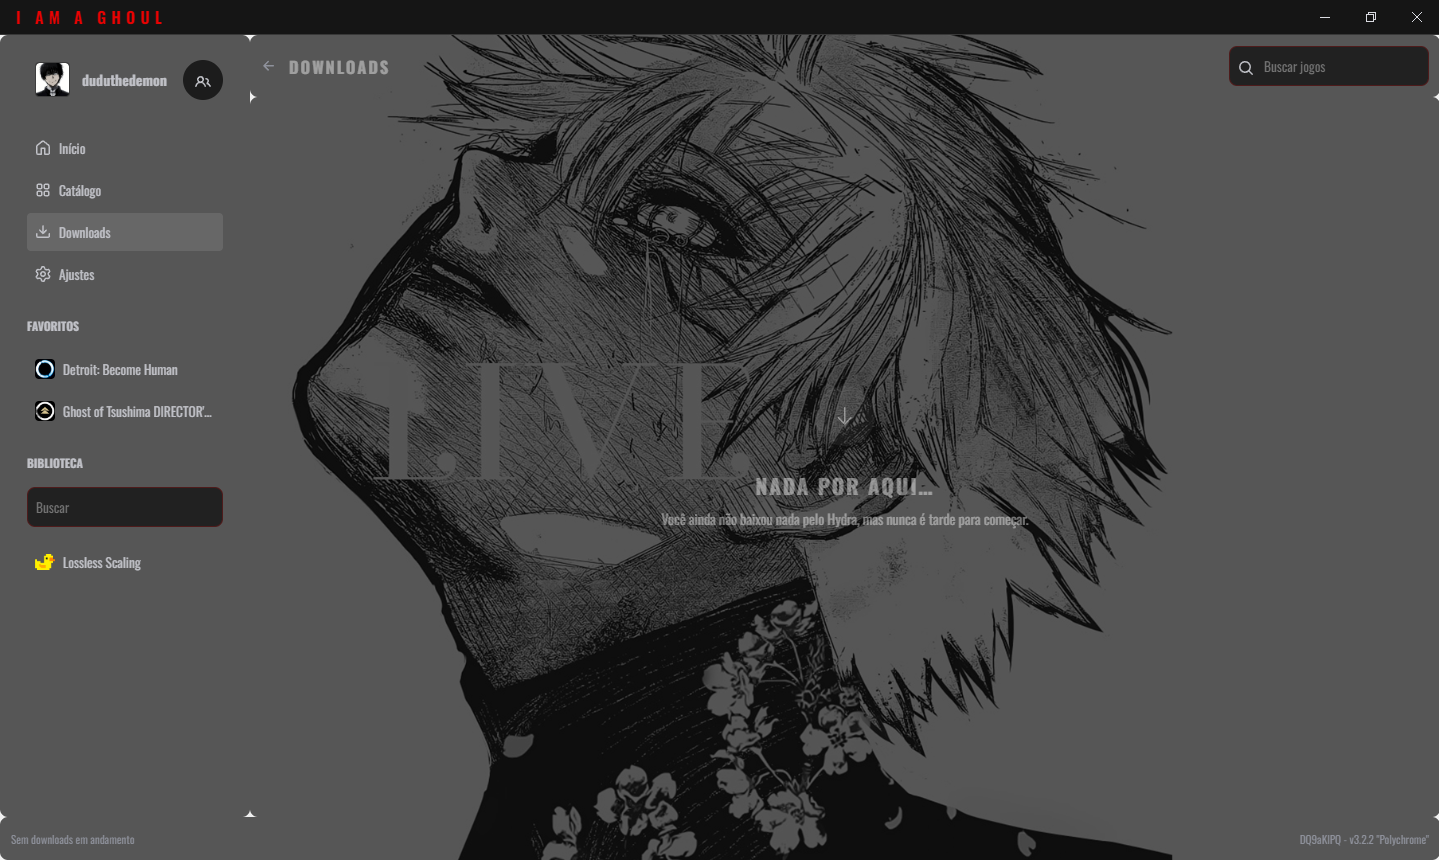 I AM A GHOUL
duduthedemon
DOWNLOADS
Buscar jogos
Início
Catálogo
Downloads
Ajustes
FAVORITOS
Detroit: Become Human
Ghost of Tsushima DIRECTOR'...
BIBLIOTECA
Buscar
Lossless Scaling
I.IVE.
NADA POR AQUI...
Você ainda não baixou nada pelo Hydra, mas nunca é tarde para começar.
Sem downloads em andamento
DQ9aKIPQ - v3.2.2 "Polychrome"